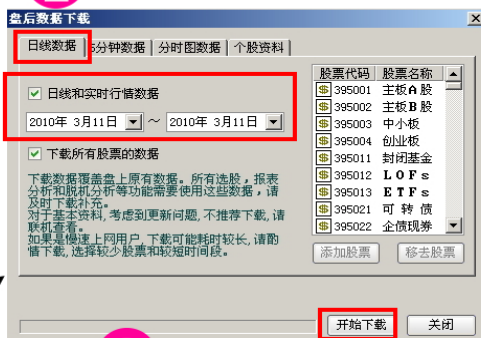 盘后数据下载
日线数据 5分钟数据 分时图数据 个股资料
日线和实时行情数据
2010年 3月11日 ~ 2010年 3月11日
下载所有股票的数据
下载数据覆盖盘上原有数据。所有选股，报表
分析和脱机分析等功能需要使用这些数据，请
及时下载补充。
对于基本资料，考虑到更新问题，不推荐下载，请
联机查看。
如果是慢速上网用户，下载可能耗时较长，请酌
情下载，选择较少股票和较短时间段。
股票代码 股票名称
395001 主板A股
395002 主板B股
395003 中小板
395004 创业板
395011 封闭基金
395012 LOFs
395013 ETFs
395021 可转债
395022 企债现券
添加股票 移去股票
开始下载 关闭